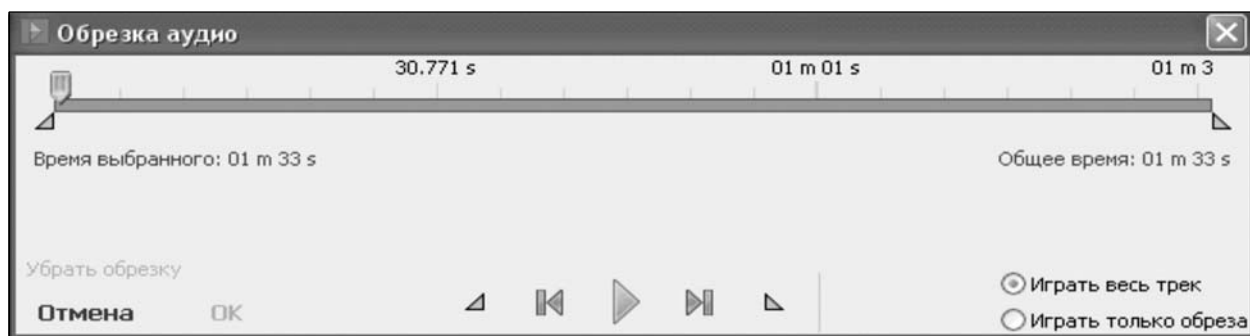 Обрезка аудио
30.771 s 01 m 01 s 01 m 3
Время выбранного: 01 m 33 s Общее время: 01 m 33 s
Убрать обрезку
Играть весь трек
Отмена OK
Играть только обреза